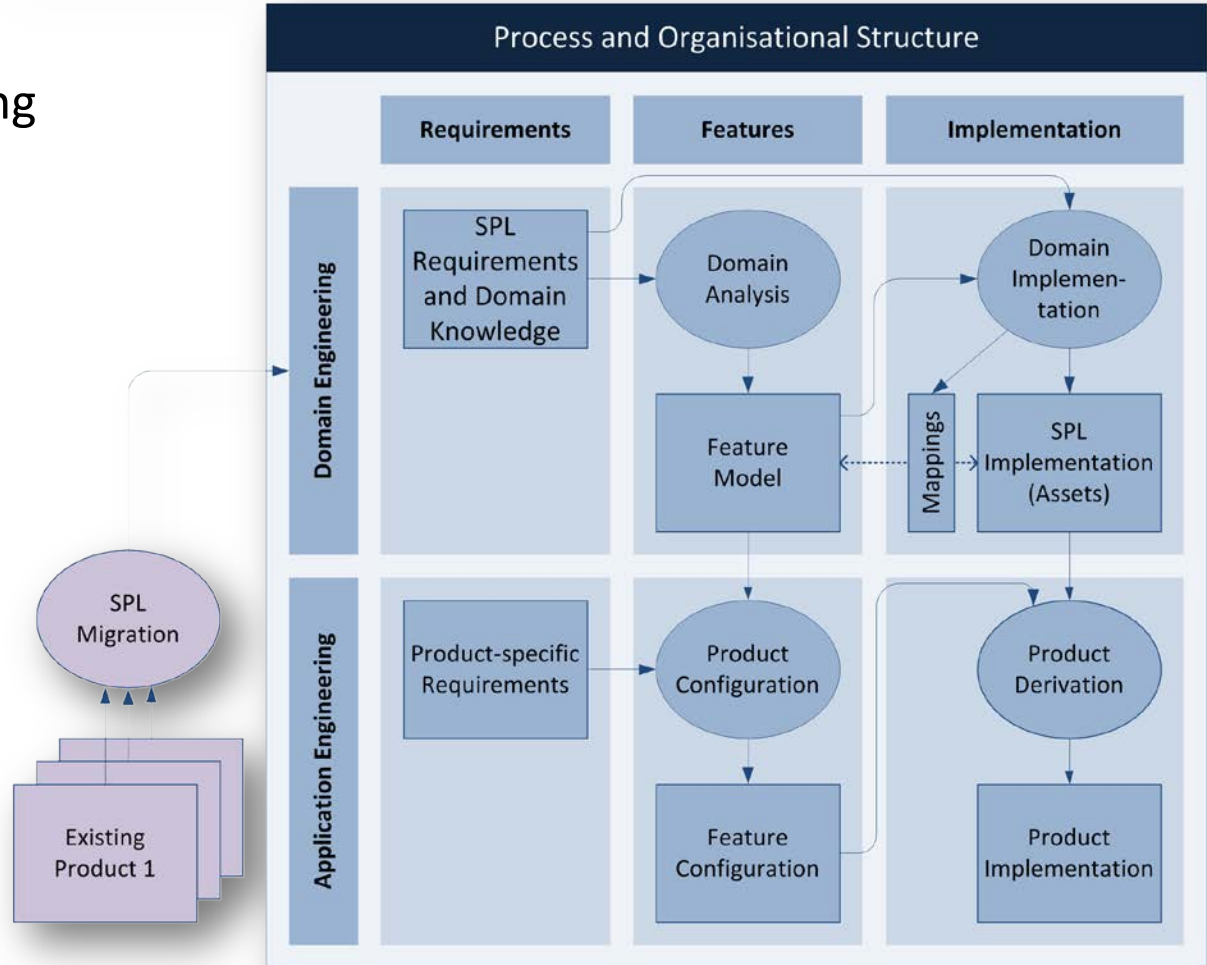 ng
Process and Organisational Structure
Requirements
Features
Implementation
Domain Engineering
SPL
Requirements
and Domain
Knowledge
Domain
Analysis
Domain
Implemen-
tation
Feature
Model
Mappings
SPL
Implementation
(Assets)
SPL
Migration
Existing
Product 1
Application Engineering
Product-specific
Requirements
Product
Configuration
Product
Derivation
Feature
Configuration
Product
Implementation